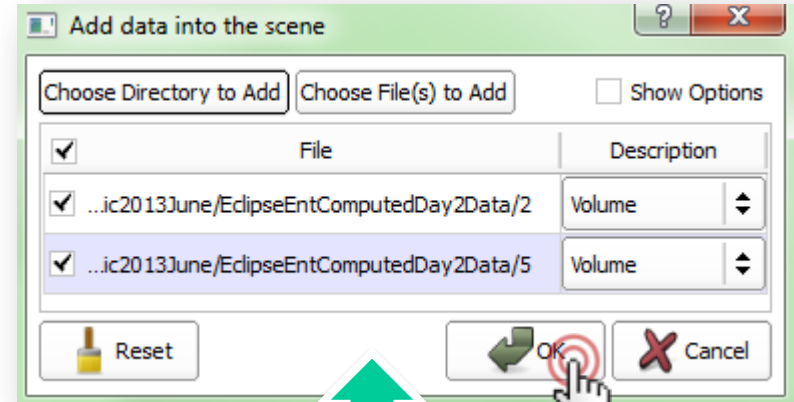 Add data into the scene
Choose Directory to Add Choose File(s) to Add Show Options
File Description
...ic2013June/EclipseEntComputedDay2Data/2 Volume
...ic2013June/EclipseEntComputedDay2Data/5 Volume
Reset OK Cancel